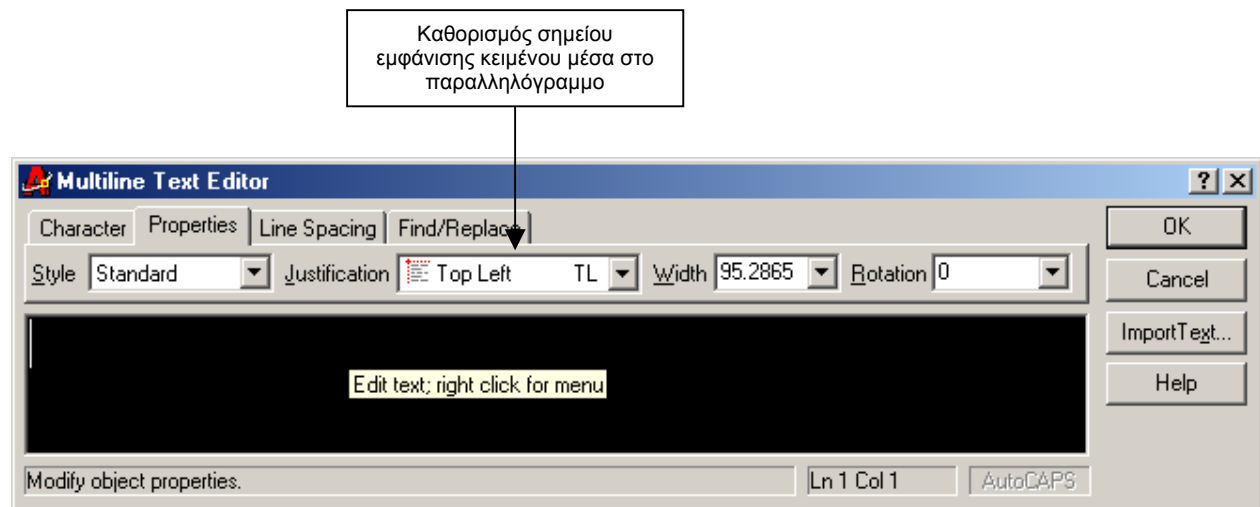 Καθορισμός σημείου
εμφάνισης κειμένου μέσα στο
παραλληλόγραμμο
Multiline Text Editor
Character Properties Line Spacing Find/Replace OK
Style Standard Justification Top Left TL Width 95.2865 Rotation 0 Cancel
ImportText...
Edit text; right click for menu Help
Modify object properties. Ln 1 Col 1 AutoCAPS